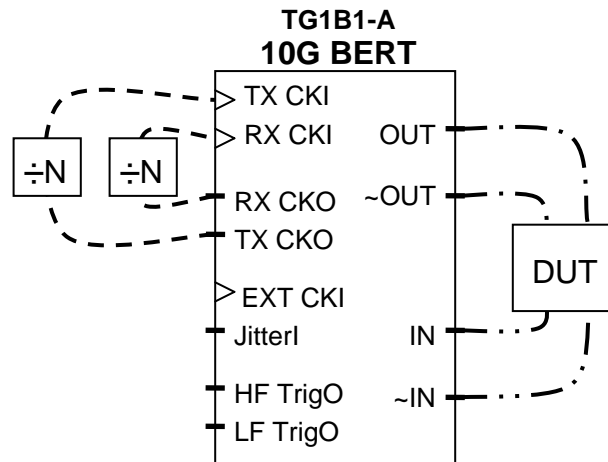 TG1B1-A
10G BERT
TX CKI
RX CKI
OUT
÷N
÷N
RX CKO
~OUT
TX CKO
DUT
EXT CKI
JitterI
IN
HF TrigO
~IN
LF TrigO